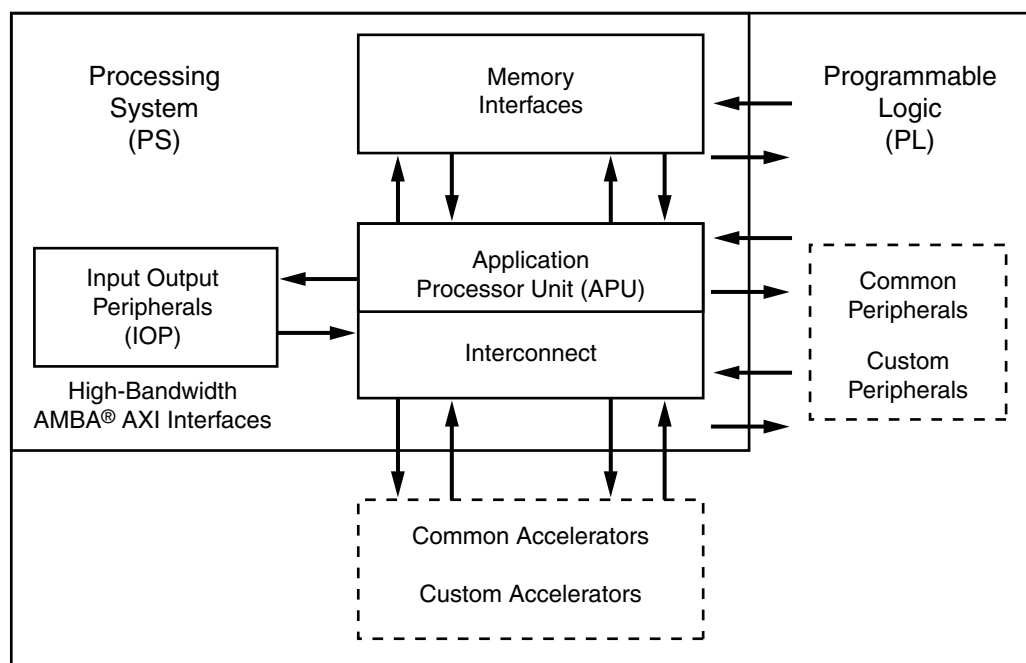 Processing
System
(PS)
Memory
Interfaces
Programmable
Logic
(PL)
Input Output
Peripherals
(IOP)
Application
Processor Unit (APU)
Interconnect
Common
Peripherals
Custom
Peripherals
High-Bandwidth
AMBA® AXI Interfaces
Common Accelerators
Custom Accelerators